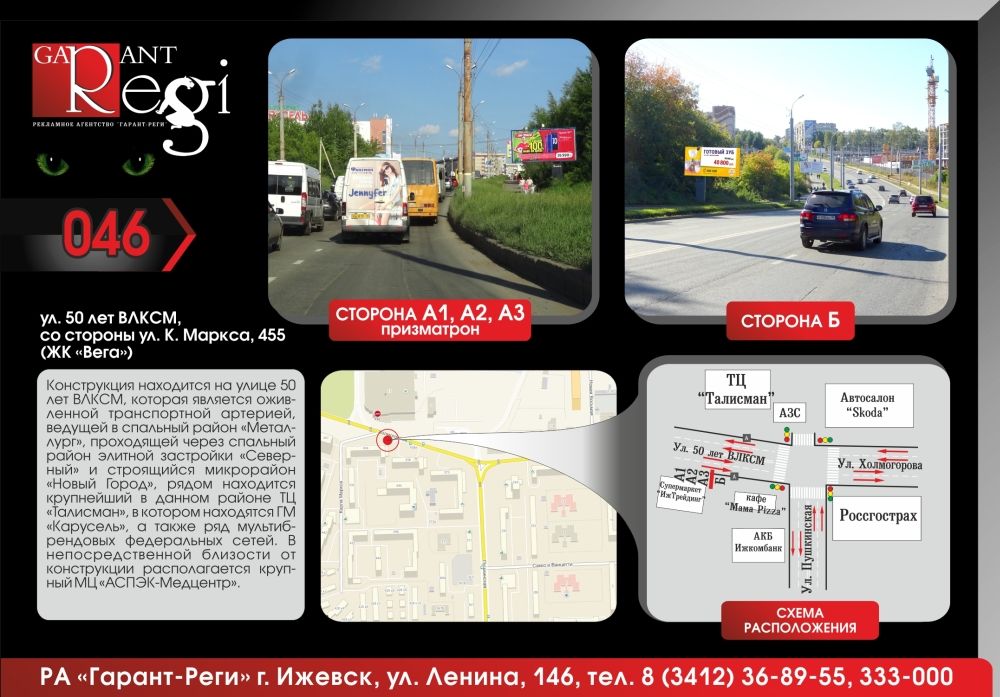 GARANT
Regi
РЕКЛАМНОЕ АГЕНТСТВО "ГАРАНТ-РЕГИ"
046
ул. 50 лет ВЛКСМ,
со стороны ул. К. Маркса, 455
(ЖК «Вега»)
Jennyfer
СТОРОНА А1, А2, А3
призматрон
ГОТОВЫЙ ЗУБ
СТОРОНА Б
Конструкция находится на улице 50
лет ВЛКСМ, которая является ожив-
ленной транспортной артерией,
ведущей в спальный район «Метал-
лург», проходящей через спальный
район элитной застройки «Север-
ный» и строящийся микрорайон
«Новый Город», рядом находится
крупнейший в данном районе ТЦ
«Талисман», в котором находятся ГМ
«Карусель», а также ряд мультиб-
рендовых федеральных сетей. В
непосредственной близости от
конструкции располагается круп-
ный МЦ «АСПЭК-Медцентр».
ТЦ
"Талисман"
АЗС
Автосалон
"Skoda"
Ул. 50 лет ВЛКСМ
Ул. Холмогорова
А1
А2
А3
Б
Супермаркет
"ИжТрейдинг"
кафе
"Мама Pizza"
АКБ
Ижкомбанк
Ул. Пушкинская
Россгострах
СХЕМА
РАСПОЛОЖЕНИЯ
РА «Гарант-Реги» г. Ижевск, ул. Ленина, 146, тел. 8 (3412) 36-89-55, 333-000